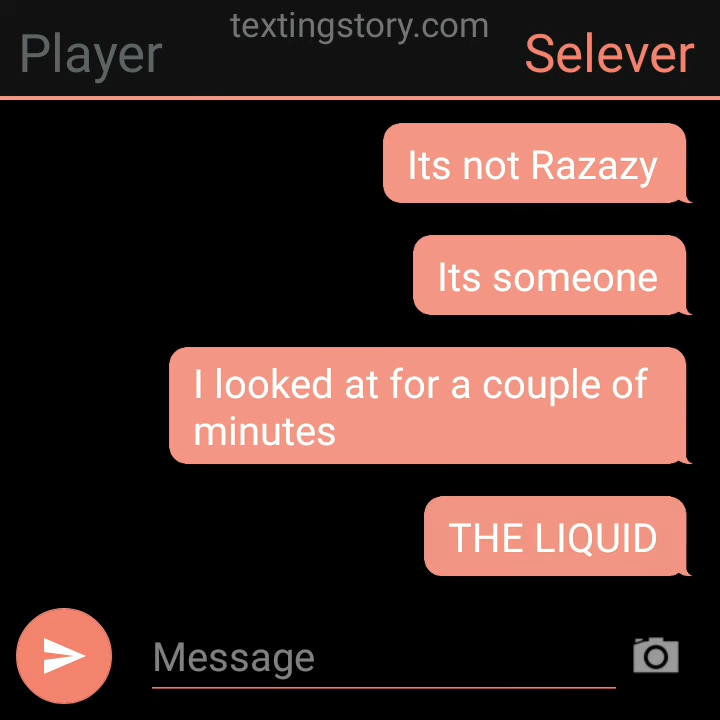 textingstory.com
Player
Selever
Its not Razazy
Its someone
I looked at for a couple of
minutes
THE LIQUID
Message